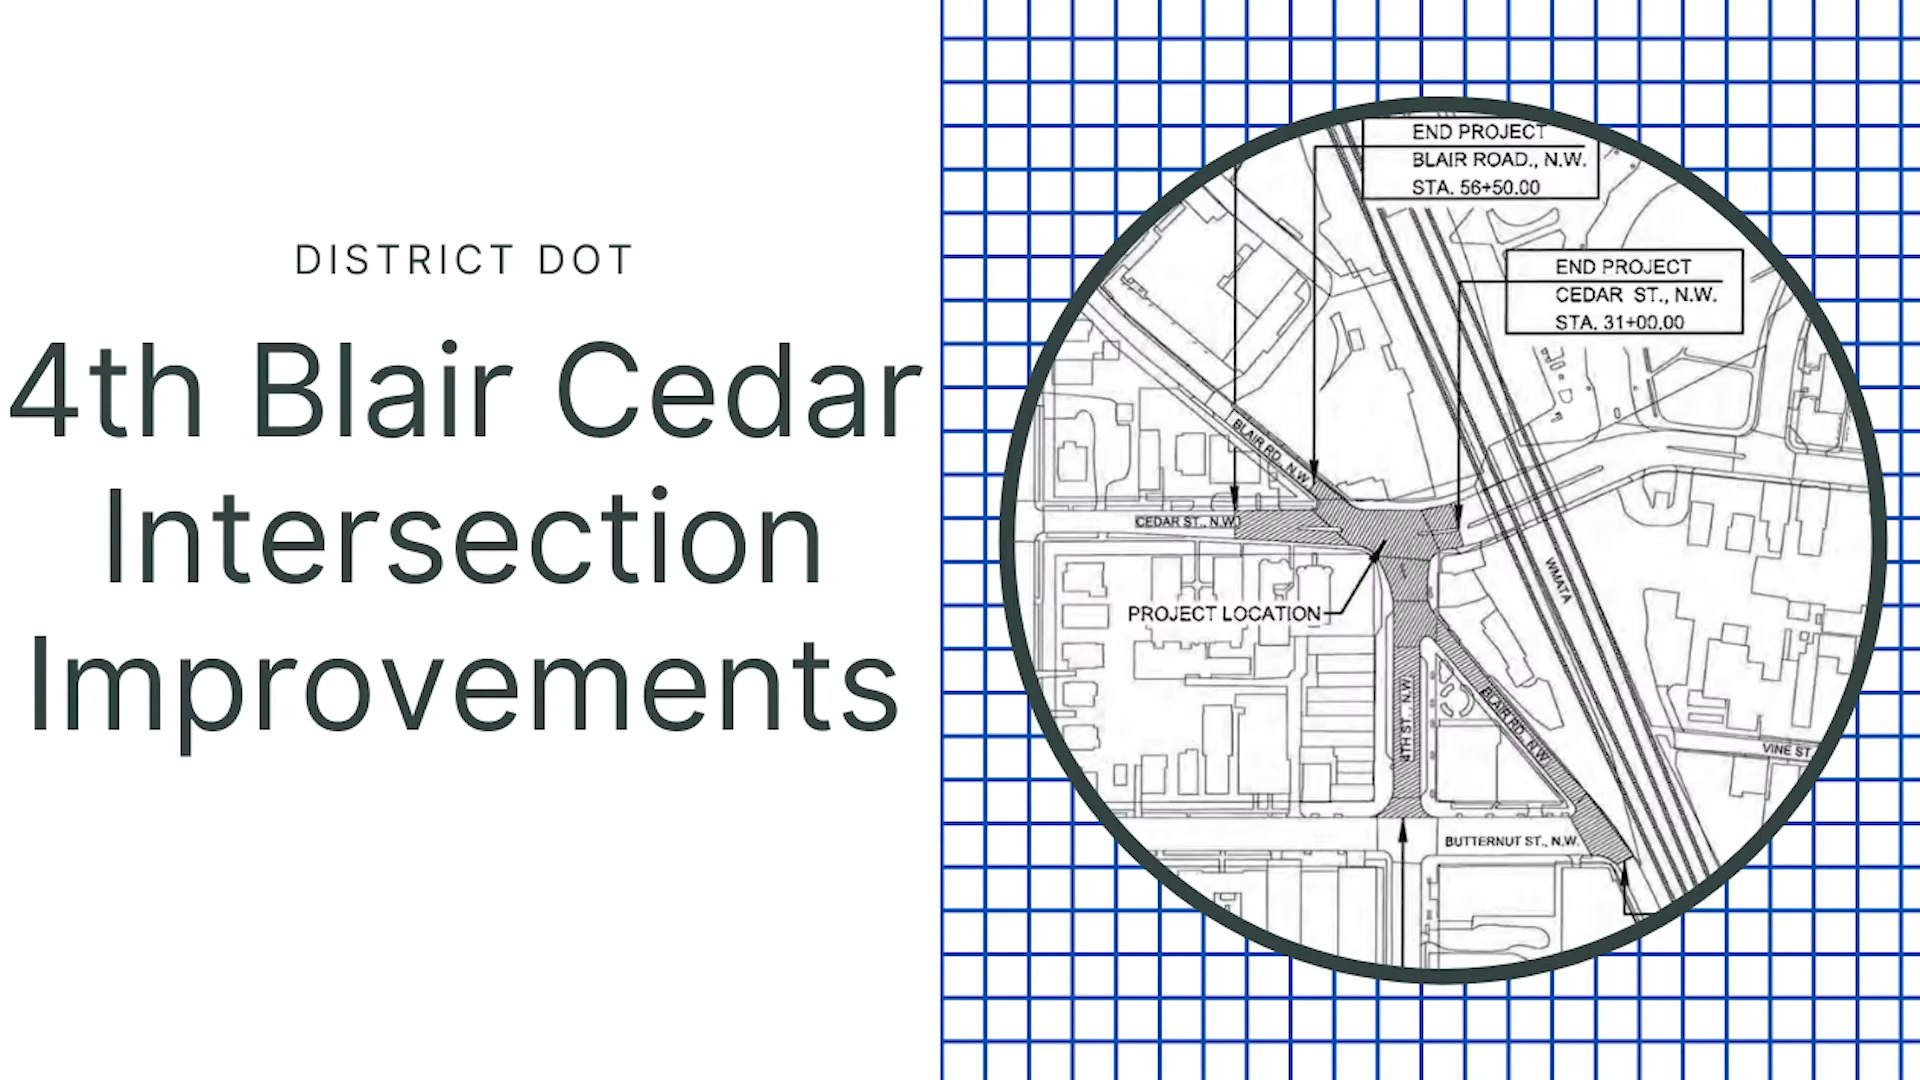 DISTRICT DOT
4th Blair Cedar
Intersection
Improvements
END PROJECT
BLAIR ROAD., N.W.
STA. 56+50.00
END PROJECT
CEDAR ST., N.W.
STA. 31+00.00
BLAIR RD., N.W
CEDAR ST., N.W.
WMATA
PROJECT LOCATION
4TH ST., N.W
BLAIR RD., N.W
VINE ST
BUTTERNUT ST., N.W.